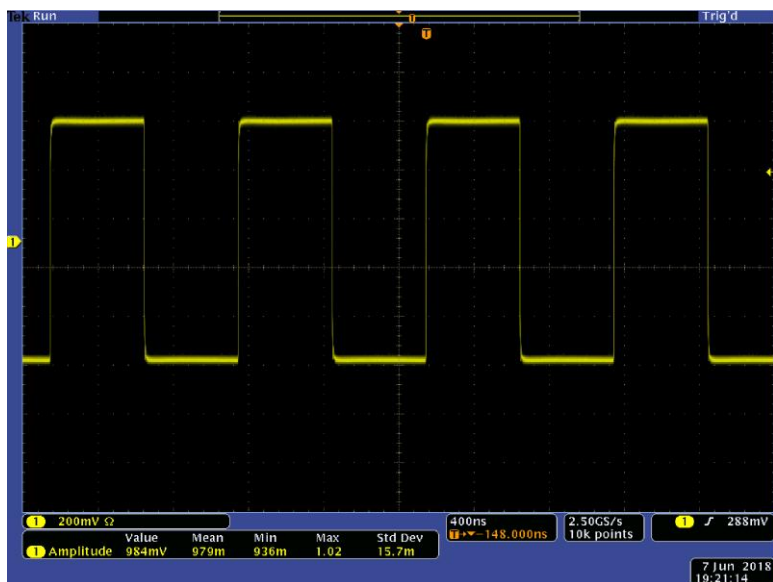 Tek Run Trig'd
T
T
1
1 200mV Ω 400ns 2.50GS/s 1 288mV
T→▼−148.000ns 10k points
Value Mean Min Max Std Dev
1 Amplitude 984mV 979m 936m 1.02 15.7m
7 Jun 2018
19:21:14